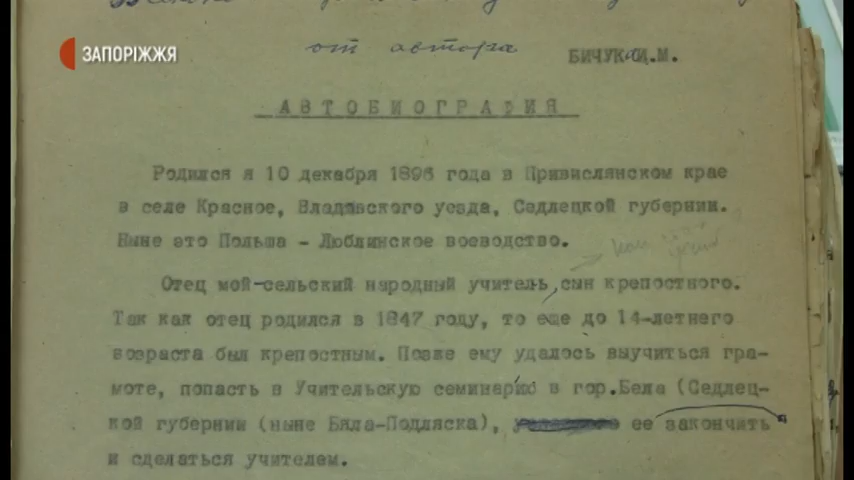 ЗАПОРІЖЖЯ
от автора
БИЧУК И.М.
АВТОБИОГРАФИЯ
Родился я 10 декабря 1896 года в Привислянском крае
в селе Красное, Владавского уезда, Седлецкой губернии.
Ныне это Польша - Люблинское воеводство.
Отец мой-сельский народный учитель, сын крепостного.
Так как отец родился в 1847 году, то еще до 14-летнего
возраста был крепостным. Позже ему удалось выучиться гра-
моте, попасть в Учительскую семинарию в гор.Бела (Седлец-
кой губернии (ныне Бяла-Подляска), ее закончить
и сделаться учителем.